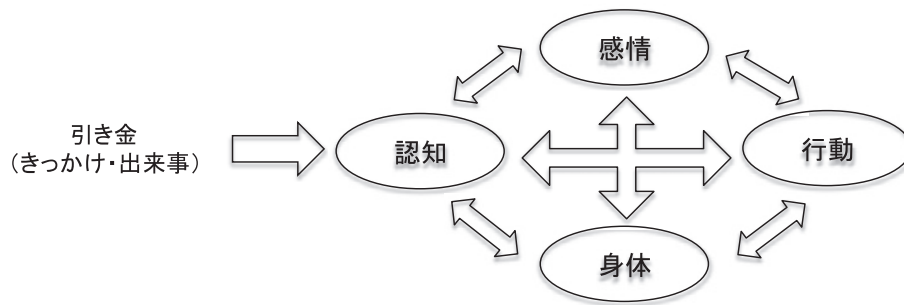 感情
引き金
(きっかけ・出来事)
認知
行動
身体